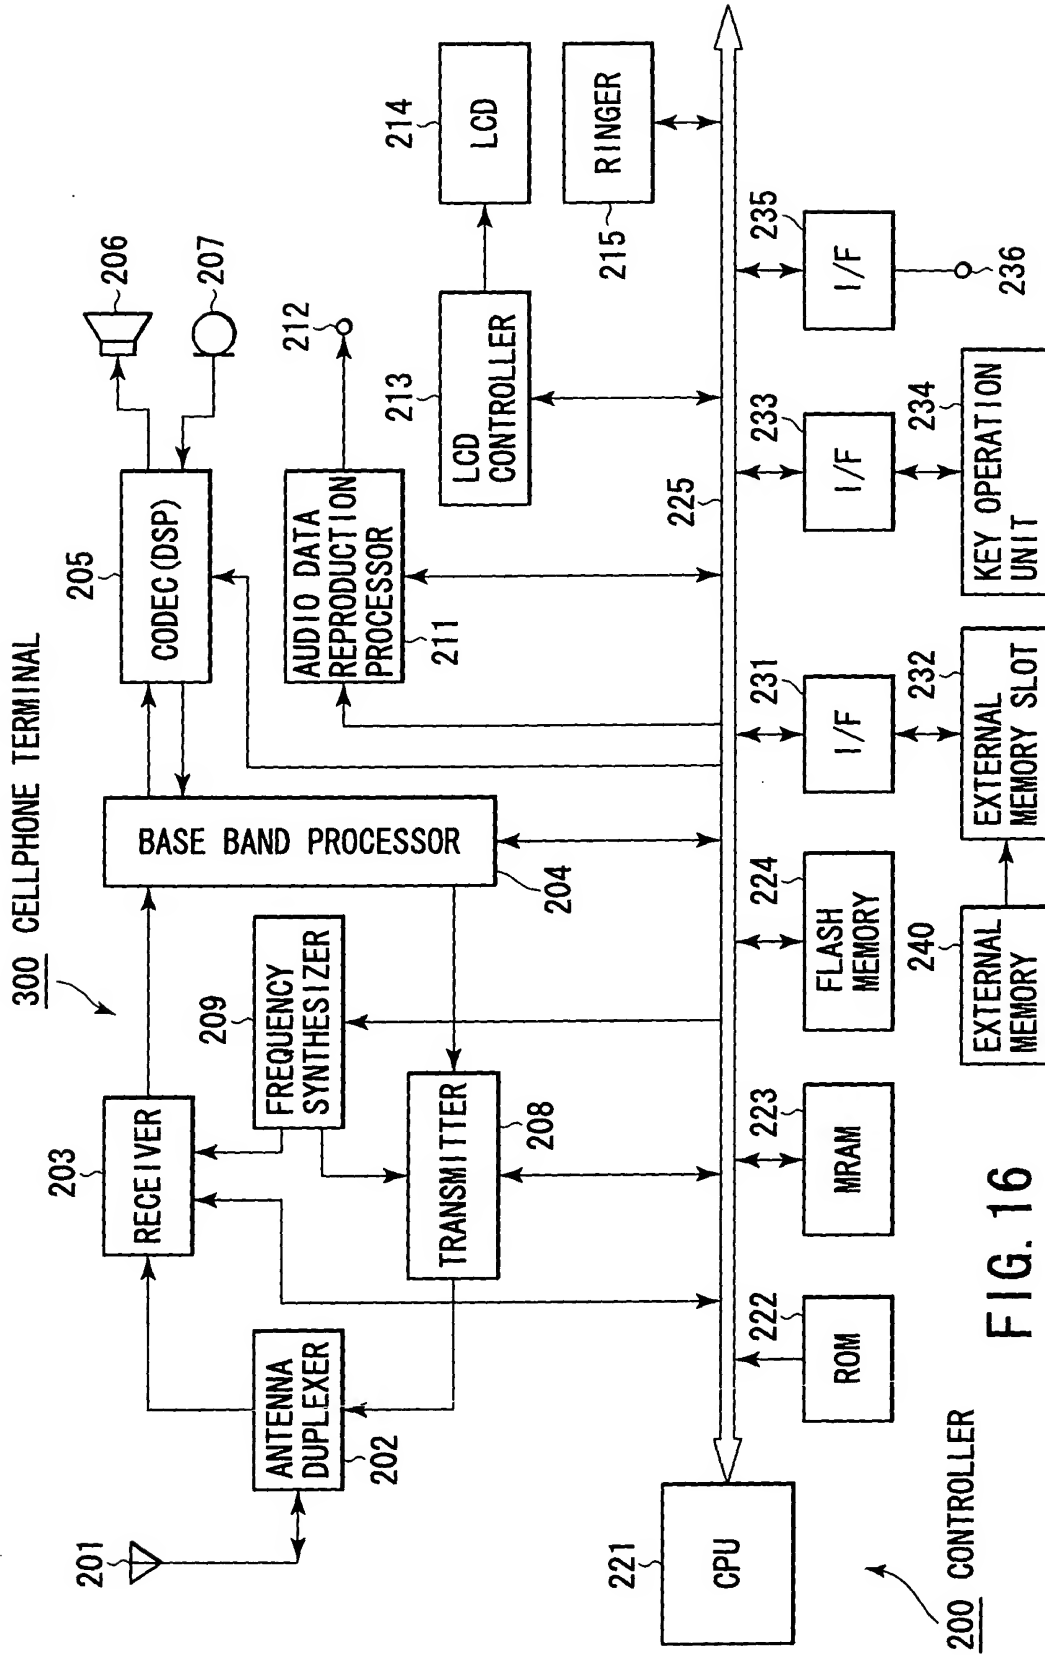 300 CELLPHONE TERMINAL
201
ANTENNA
DUPLEXER
202
203
RECEIVER
209
FREQUENCY
SYNTHESIZER
TRANSMITTER
208
BASE BAND PROCESSOR
204
205
CODEC(DSP)
206
207
AUDIO DATA
REPRODUCTION
PROCESSOR
211
212
213
LCD
CONTROLLER
214
LCD
RINGER
215
225
221
CPU
222
ROM
223
MRAM
224
FLASH
MEMORY
231
I/F
233
I/F
235
I/F
236
240
EXTERNAL
MEMORY
232
EXTERNAL
MEMORY SLOT
234
KEY OPERATION
UNIT
200 CONTROLLER
FIG. 16